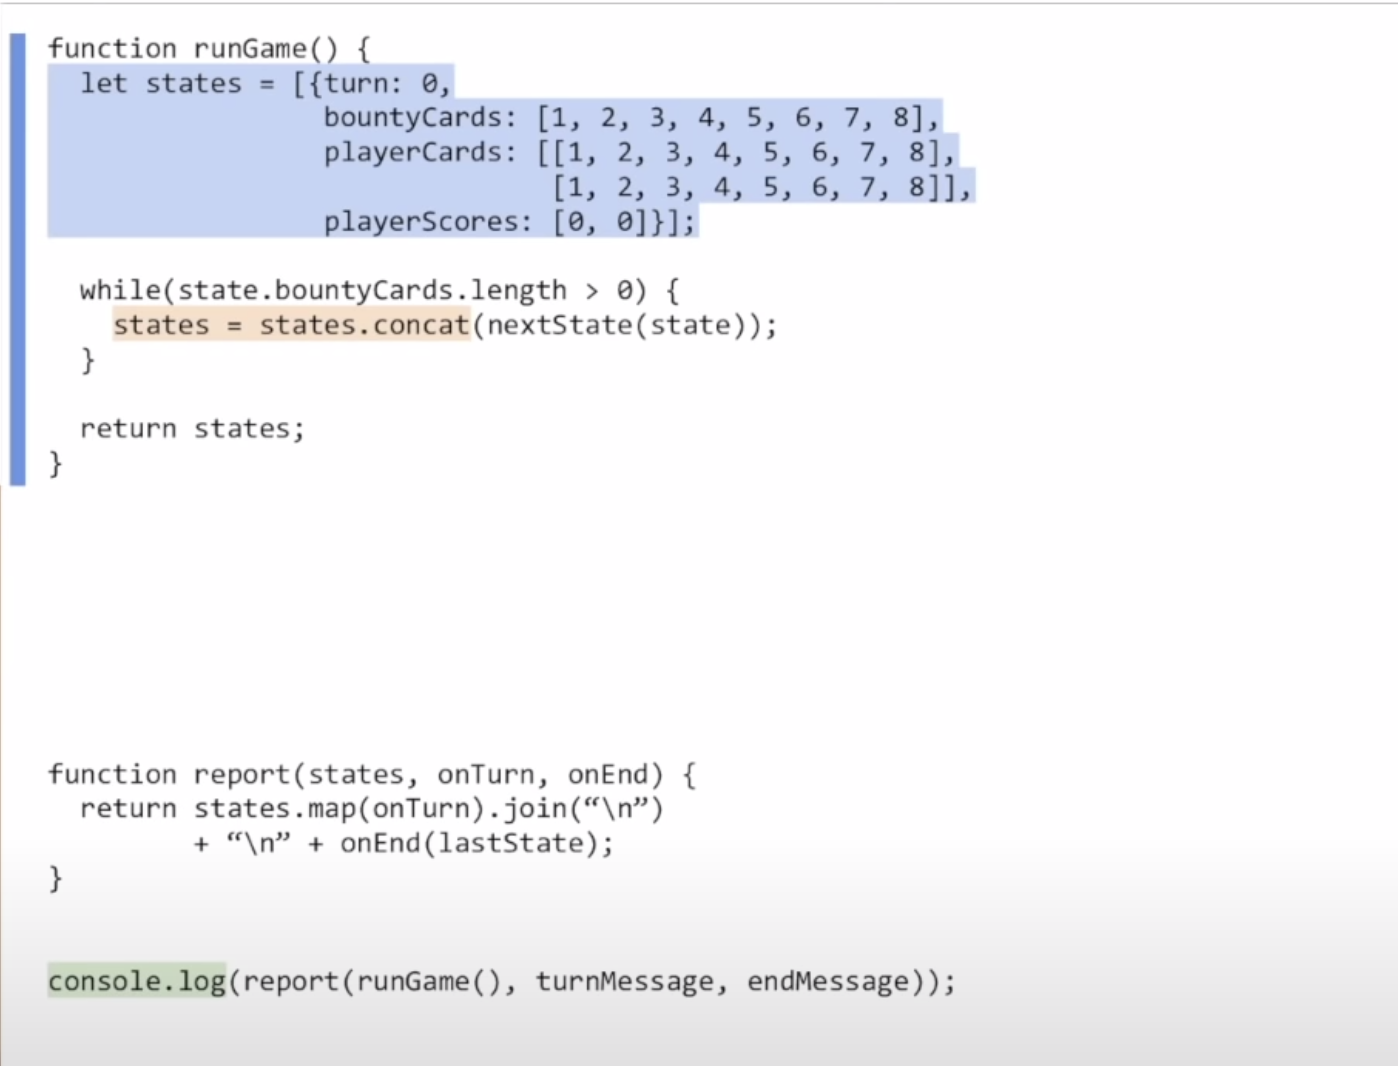 function runGame() {
  let states = [{turn: 0,
                 bountyCards: [1, 2, 3, 4, 5, 6, 7, 8],
                 playerCards: [[1, 2, 3, 4, 5, 6, 7, 8],
                               [1, 2, 3, 4, 5, 6, 7, 8]],
                 playerScores: [0, 0]}];
  while(state.bountyCards.length > 0) {
    states = states.concat(nextState(state));
  }
  return states;
}
function report(states, onTurn, onEnd) {
  return states.map(onTurn).join(“\n”)
         + “\n” + onEnd(lastState);
}
console.log(report(runGame(), turnMessage, endMessage));